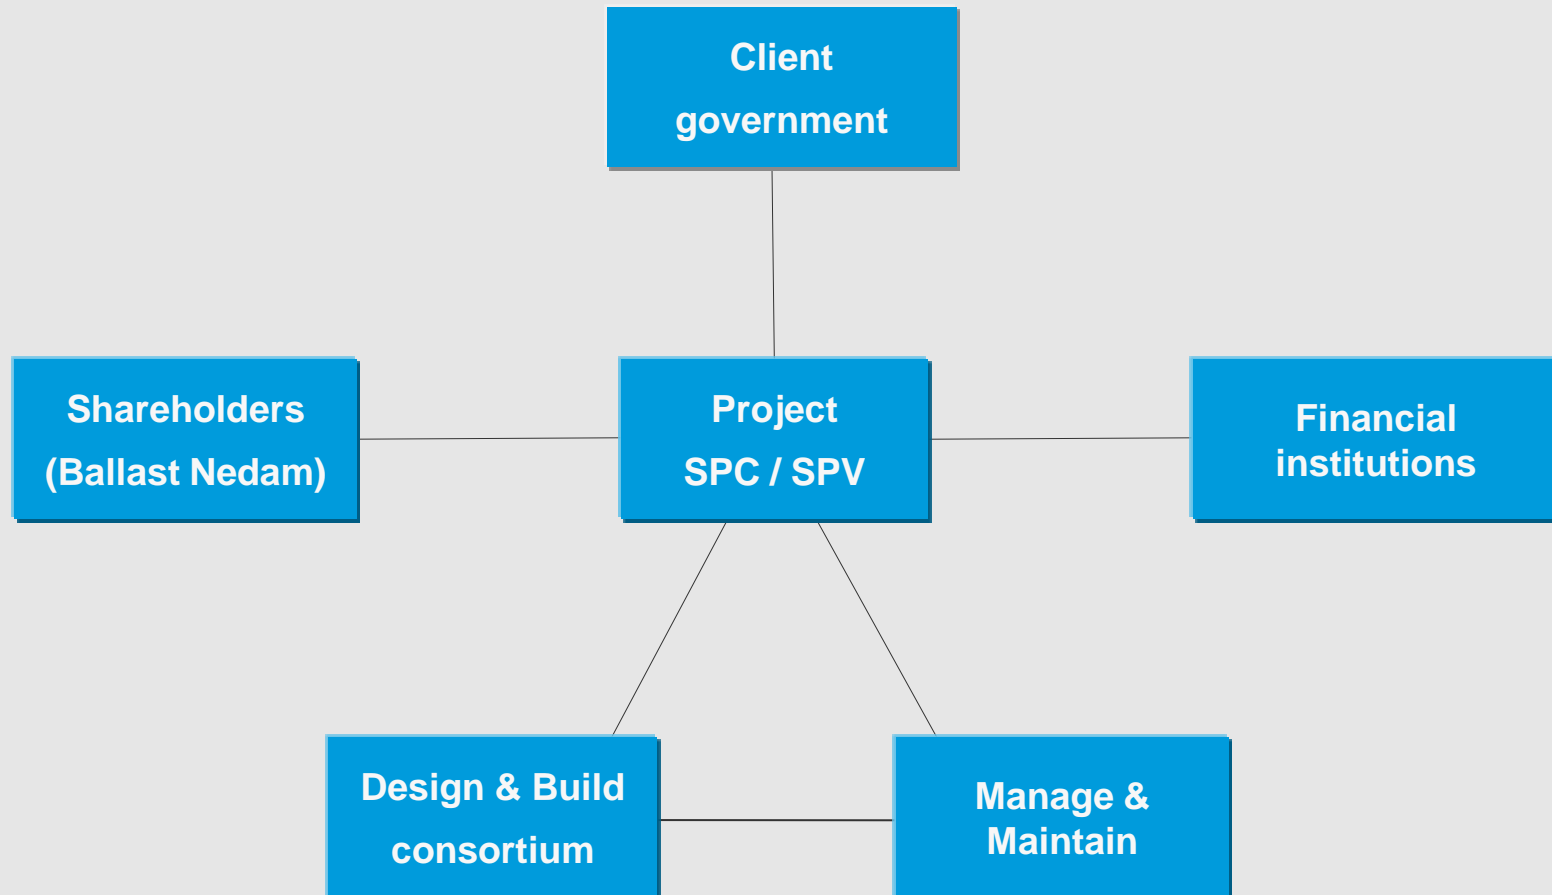 Client
government
Shareholders
(Ballast Nedam)
Project
SPC / SPV
Financial
institutions
Design & Build
consortium
Manage &
Maintain